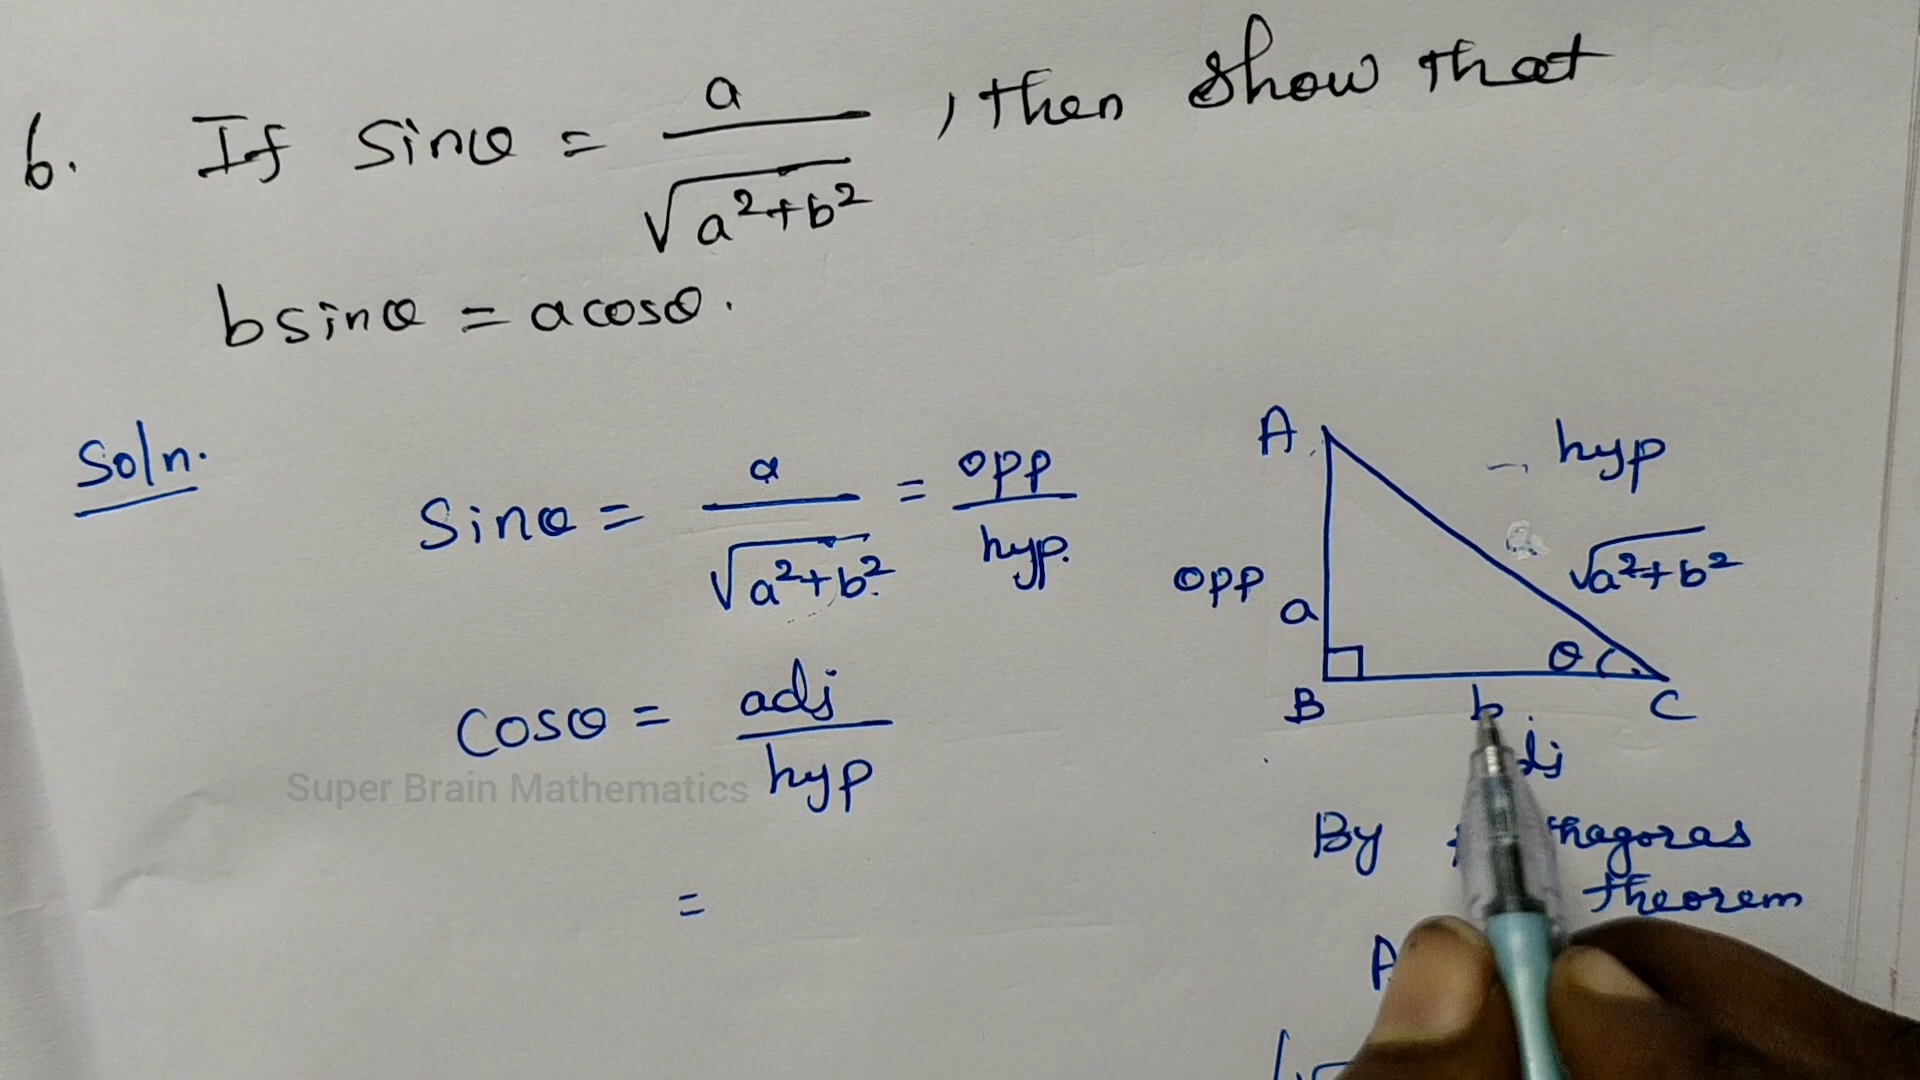 6. If sinθ = a / √a²+b² , then show that
bsinθ = acosθ.
Soln.
Sinθ = a / √a²+b² = opp / hyp.
Cosθ = adj / hyp
=
A hyp
√a²+b²
opp a
θ
B b C
By
theorem
Super Brain Mathematics